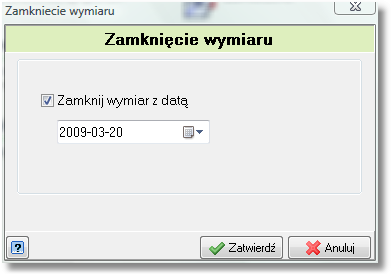 Zamkniecie wymiaru
Zamknięcie wymiaru
Zamknij wymiar z datą
2009-03-20
?
Zatwierdź
Anuluj